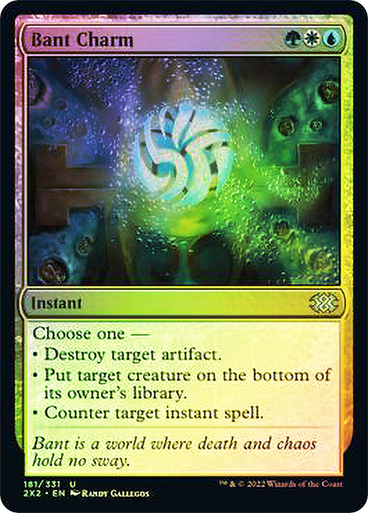 Bant Charm
Instant
Choose one —
• Destroy target artifact.
• Put target creature on the bottom of
its owner's library.
• Counter target instant spell.
Bant is a world where death and chaos
hold no sway.
181/331 U
2X2 • EN Randy Gallegos
™ & © 2022 Wizards of the Coast